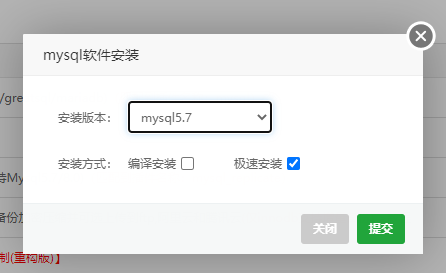 mysql软件安装
/gre
安装版本： mysql5.7
安装方式： 编译安装 极速安装
持My
备份加
关闭 提交
制(重构版)】